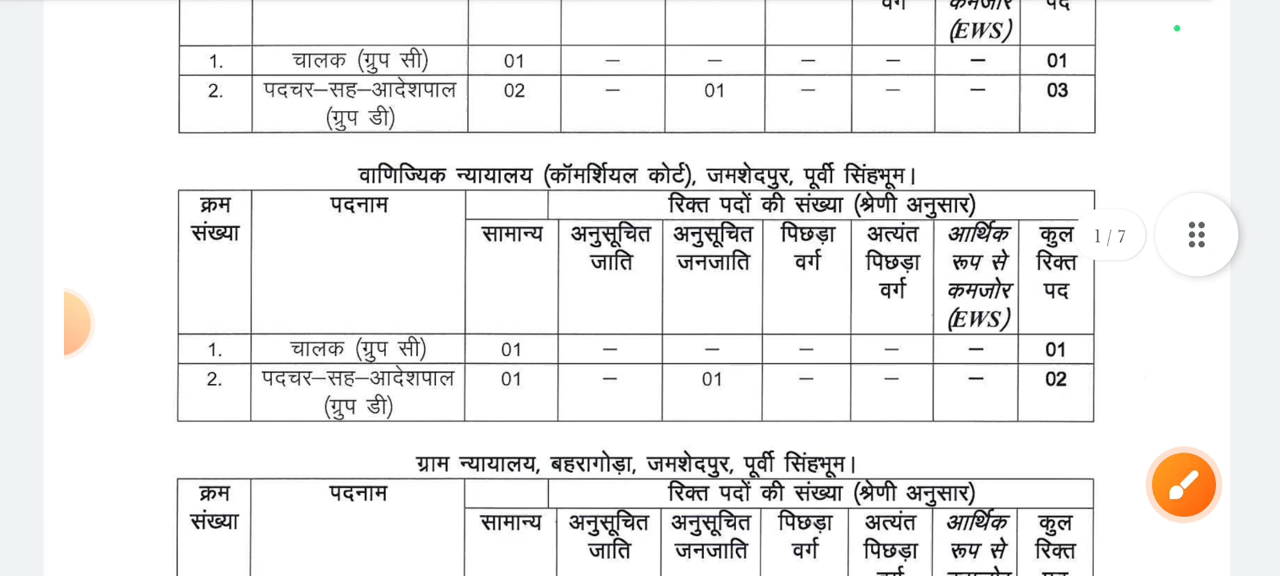 वर्ग कमजोर पद
(EWS)
1. चालक (ग्रुप सी) 01 – – – – – 01
2. पदचर–सह–आदेशपाल 02 – 01 – – – 03
(ग्रुप डी)
वाणिज्यिक न्यायालय (कॉमर्शियल कोर्ट), जमशेदपुर, पूर्वी सिंहभूम।
क्रम पदनाम रिक्त पदों की संख्या (श्रेणी अनुसार)
संख्या सामान्य अनुसूचित अनुसूचित पिछड़ा अत्यंत आर्थिक कुल
जाति जनजाति वर्ग पिछड़ा रूप से रिक्त
वर्ग कमजोर पद
(EWS)
1 / 7
1. चालक (ग्रुप सी) 01 – – – – – 01
2. पदचर–सह–आदेशपाल 01 – 01 – – – 02
(ग्रुप डी)
ग्राम न्यायालय, बहरागोड़ा, जमशेदपुर, पूर्वी सिंहभूम।
क्रम पदनाम रिक्त पदों की संख्या (श्रेणी अनुसार)
संख्या सामान्य अनुसूचित अनुसूचित पिछड़ा अत्यंत आर्थिक कुल
जाति जनजाति वर्ग पिछड़ा रूप से रिक्त